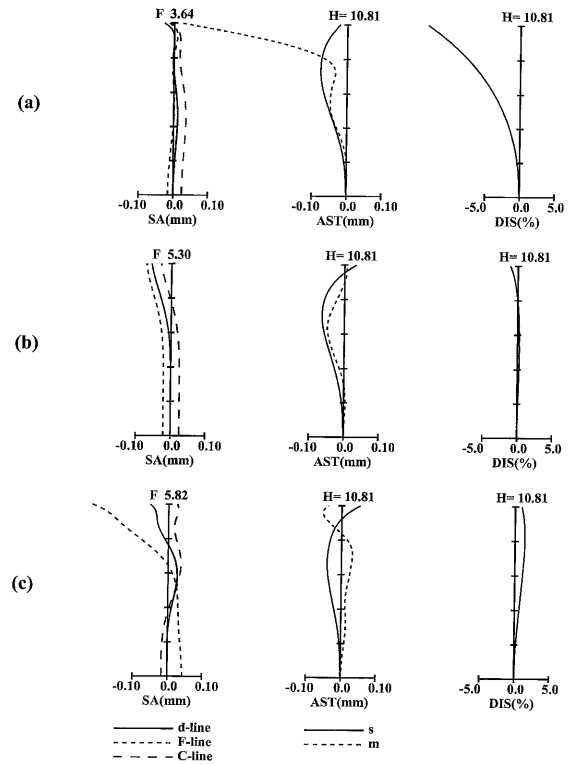 (a)
F 3.64
H= 10.81
H= 10.81
-0.10 0.0 0.10
SA(mm)
-0.10 0.0 0.10
AST(mm)
-5.0 0.0 5.0
DIS(%)
(b)
F 5.30
H= 10.81
H= 10.81
-0.10 0.0 0.10
SA(mm)
-0.10 0.0 0.10
AST(mm)
-5.0 0.0 5.0
DIS(%)
(c)
F 5.82
H= 10.81
H= 10.81
-0.10 0.0 0.10
SA(mm)
-0.10 0.0 0.10
AST(mm)
-5.0 0.0 5.0
DIS(%)
d-line
F-line
C-line
s
m